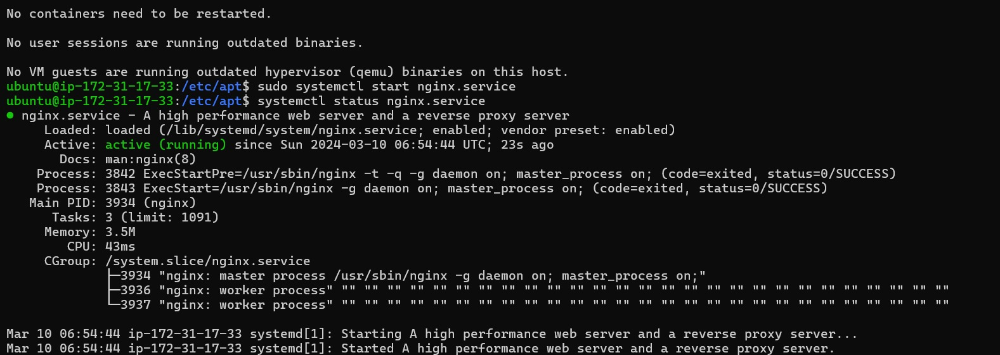 No containers need to be restarted.
No user sessions are running outdated binaries.
No VM guests are running outdated hypervisor (qemu) binaries on this host.
ubuntu@ip-172-31-17-33:/etc/apt$ sudo systemctl start nginx.service
ubuntu@ip-172-31-17-33:/etc/apt$ systemctl status nginx.service
● nginx.service - A high performance web server and a reverse proxy server
Loaded: loaded (/lib/systemd/system/nginx.service; enabled; vendor preset: enabled)
Active: active (running) since Sun 2024-03-10 06:54:44 UTC; 23s ago
Docs: man:nginx(8)
Process: 3842 ExecStartPre=/usr/sbin/nginx -t -q -g daemon on; master_process on; (code=exited, status=0/SUCCESS)
Process: 3843 ExecStart=/usr/sbin/nginx -g daemon on; master_process on; (code=exited, status=0/SUCCESS)
Main PID: 3934 (nginx)
Tasks: 3 (limit: 1091)
Memory: 3.5M
CPU: 43ms
CGroup: /system.slice/nginx.service
├─3934 "nginx: master process /usr/sbin/nginx -g daemon on; master_process on;"
├─3936 "nginx: worker process" "" "" "" "" "" "" "" "" "" "" "" "" "" "" "" "" "" "" "" "" "" "" "" "" "" "" ""
└─3937 "nginx: worker process" "" "" "" "" "" "" "" "" "" "" "" "" "" "" "" "" "" "" "" "" "" "" "" "" "" "" ""
Mar 10 06:54:44 ip-172-31-17-33 systemd[1]: Starting A high performance web server and a reverse proxy server...
Mar 10 06:54:44 ip-172-31-17-33 systemd[1]: Started A high performance web server and a reverse proxy server.